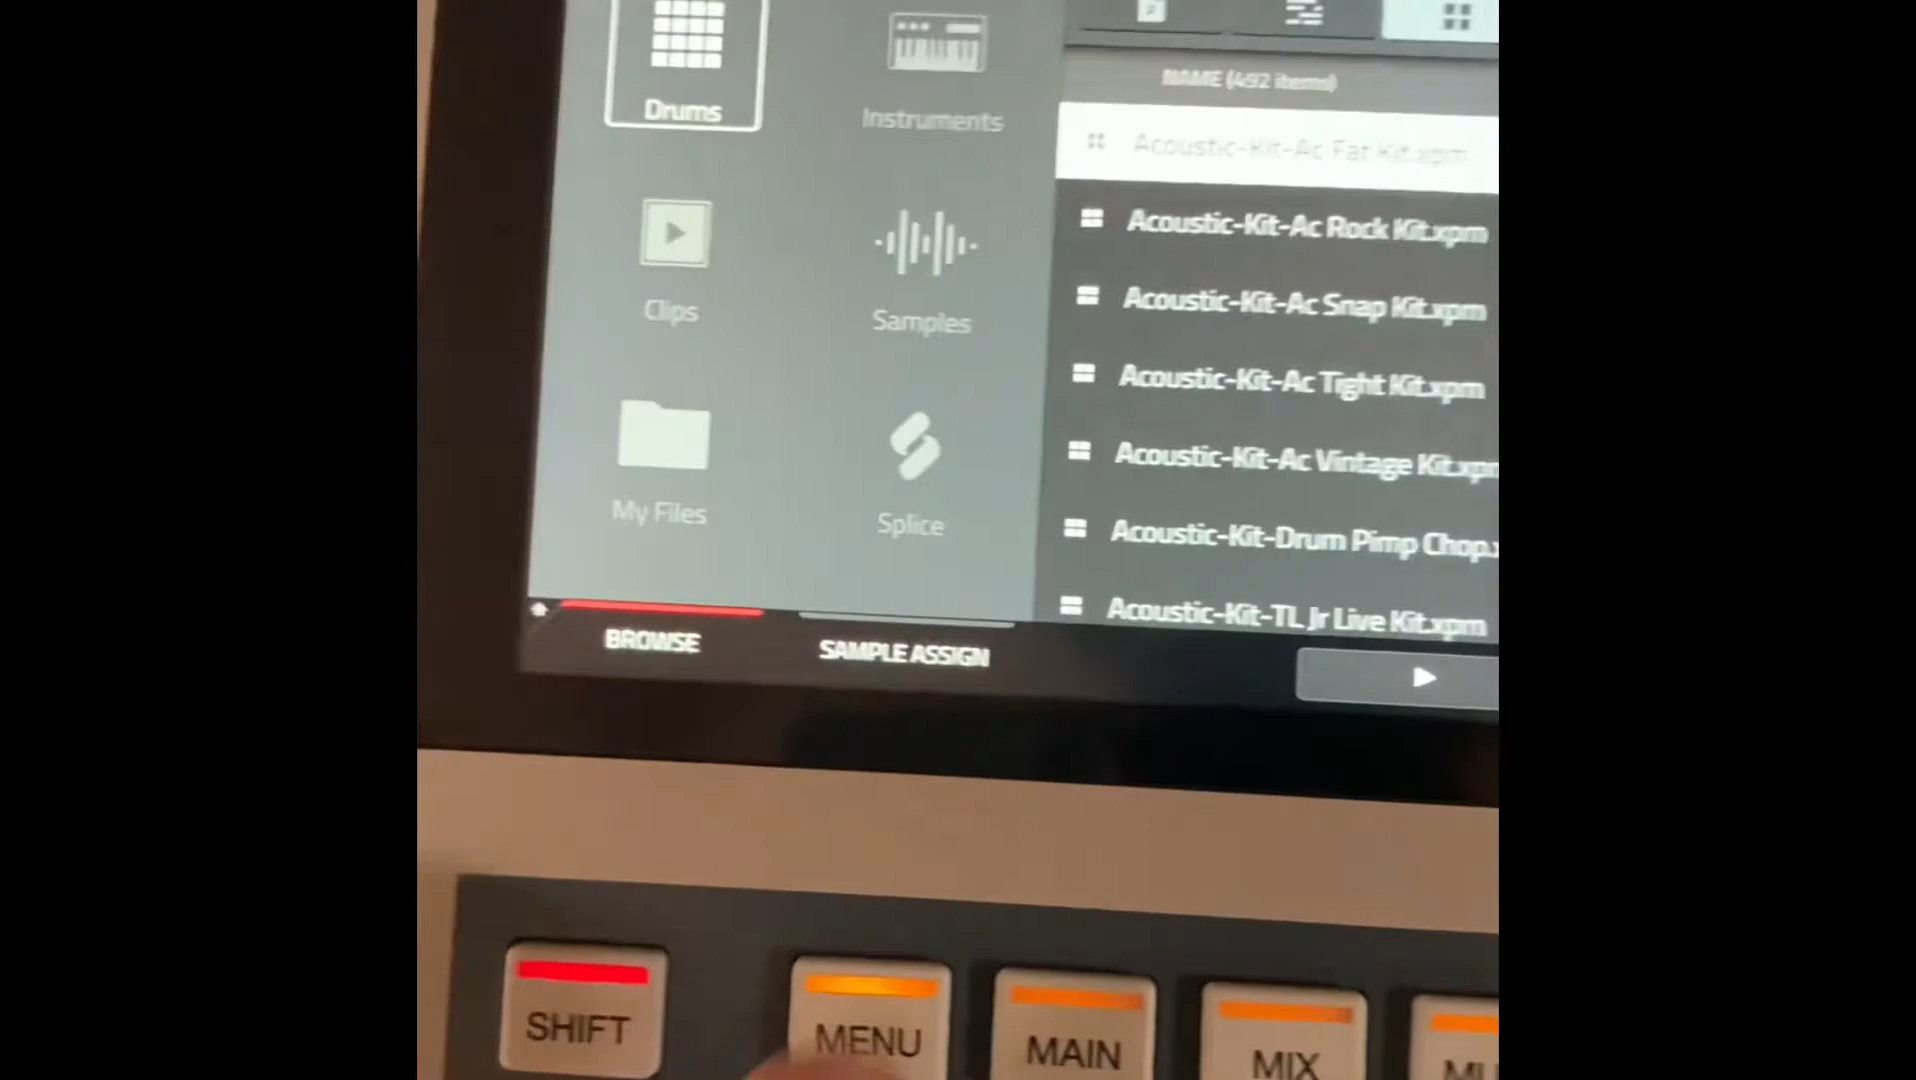 Drums
Instruments
Clips
Samples
My Files
Splice
BROWSE
SAMPLE ASSIGN
NAME (492 items)
Acoustic-Kit-Ac Fat Kit.xpm
Acoustic-Kit-Ac Rock Kit.xpm
Acoustic-Kit-Ac Snap Kit.xpm
Acoustic-Kit-Ac Tight Kit.xpm
Acoustic-Kit-Ac Vintage Kit.xpm
Acoustic-Kit-Drum Pimp Chop.
Acoustic-Kit-TL Jr Live Kit.xpm
SHIFT
MENU
MAIN
MIX